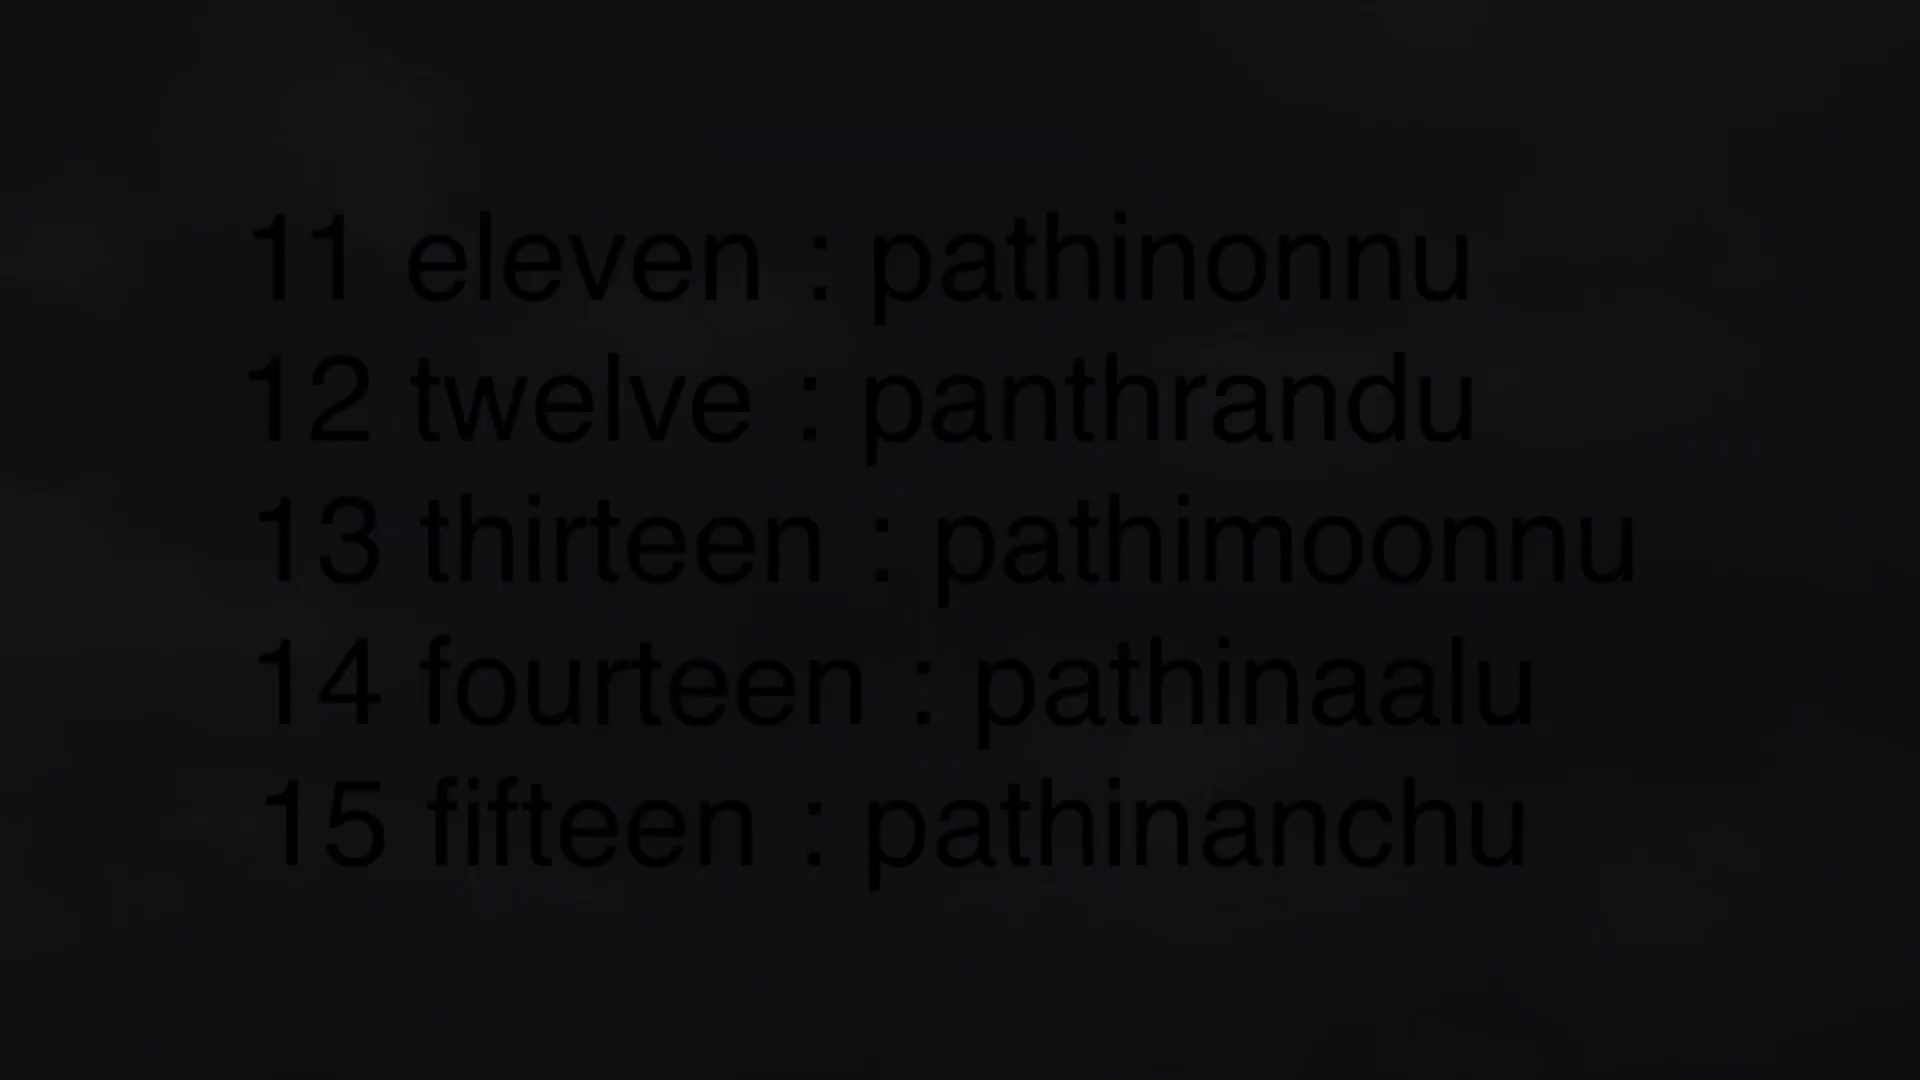 11 eleven : pathinonnu
12 twelve : panthrandu
13 thirteen : pathimoonnu
14 fourteen : pathinaalu
15 fifteen : pathinanchu